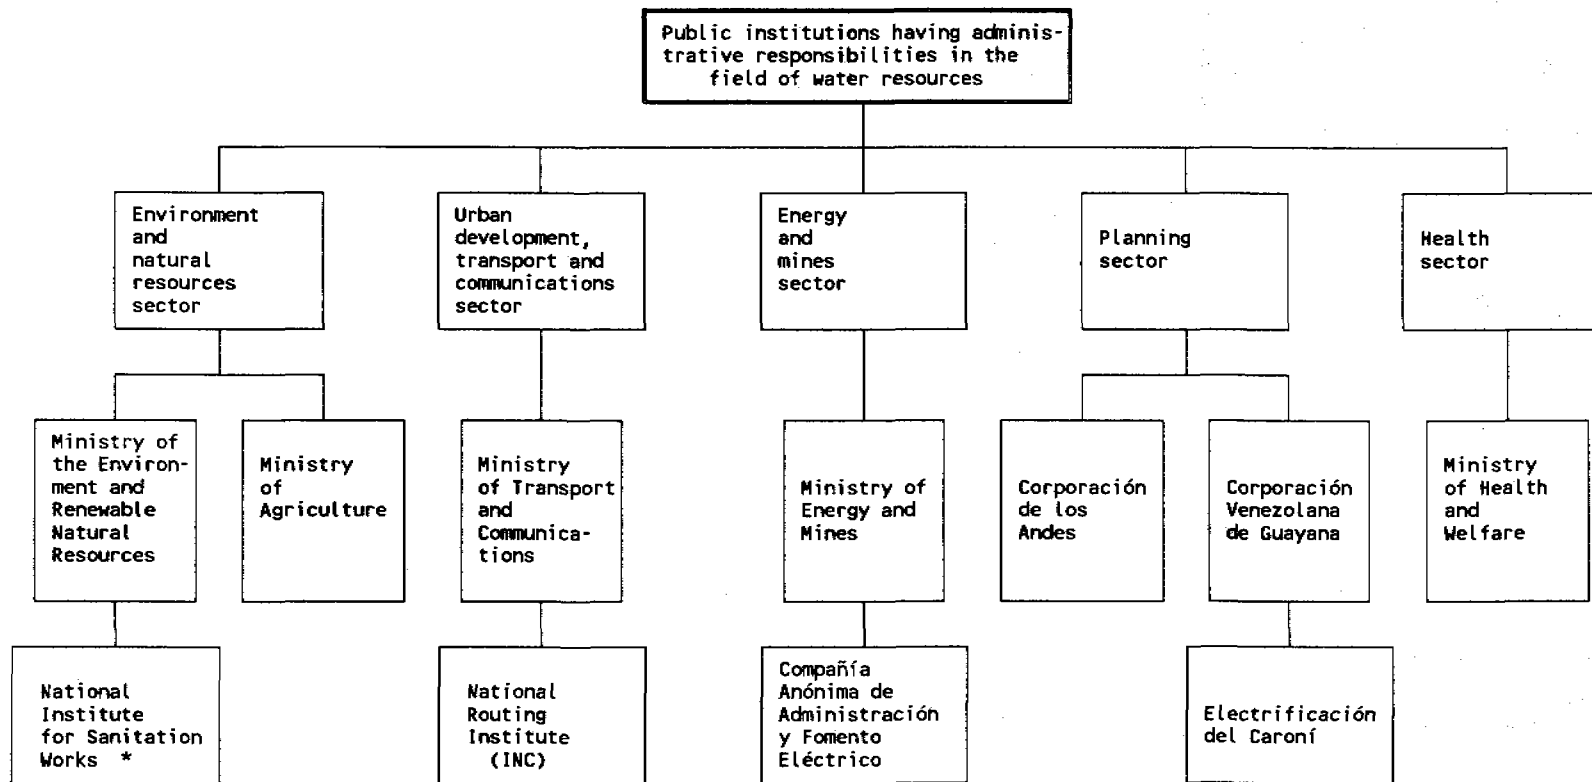 Public institutions having adminis-
trative responsibilities in the
field of water resources
Environment
and
natural
resources
sector
Urban
development,
transport and
communications
sector
Energy
and
mines
sector
Planning
sector
Health
sector
Ministry of
the Environ-
ment and
Renewable
Natural
Resources
Ministry
of
Agriculture
Ministry
of Transport
and
Communica-
tions
Ministry of
Energy and
Mines
Corporación
de los
Andes
Corporación
Venezolana
de Guayana
Ministry
of Health
and
Welfare
National
Institute
for Sanitation
Works *
National
Routing
Institute
(INC)
Compañía
Anónima de
Administración
y Fomento
Eléctrico
Electrificación
del Caroní